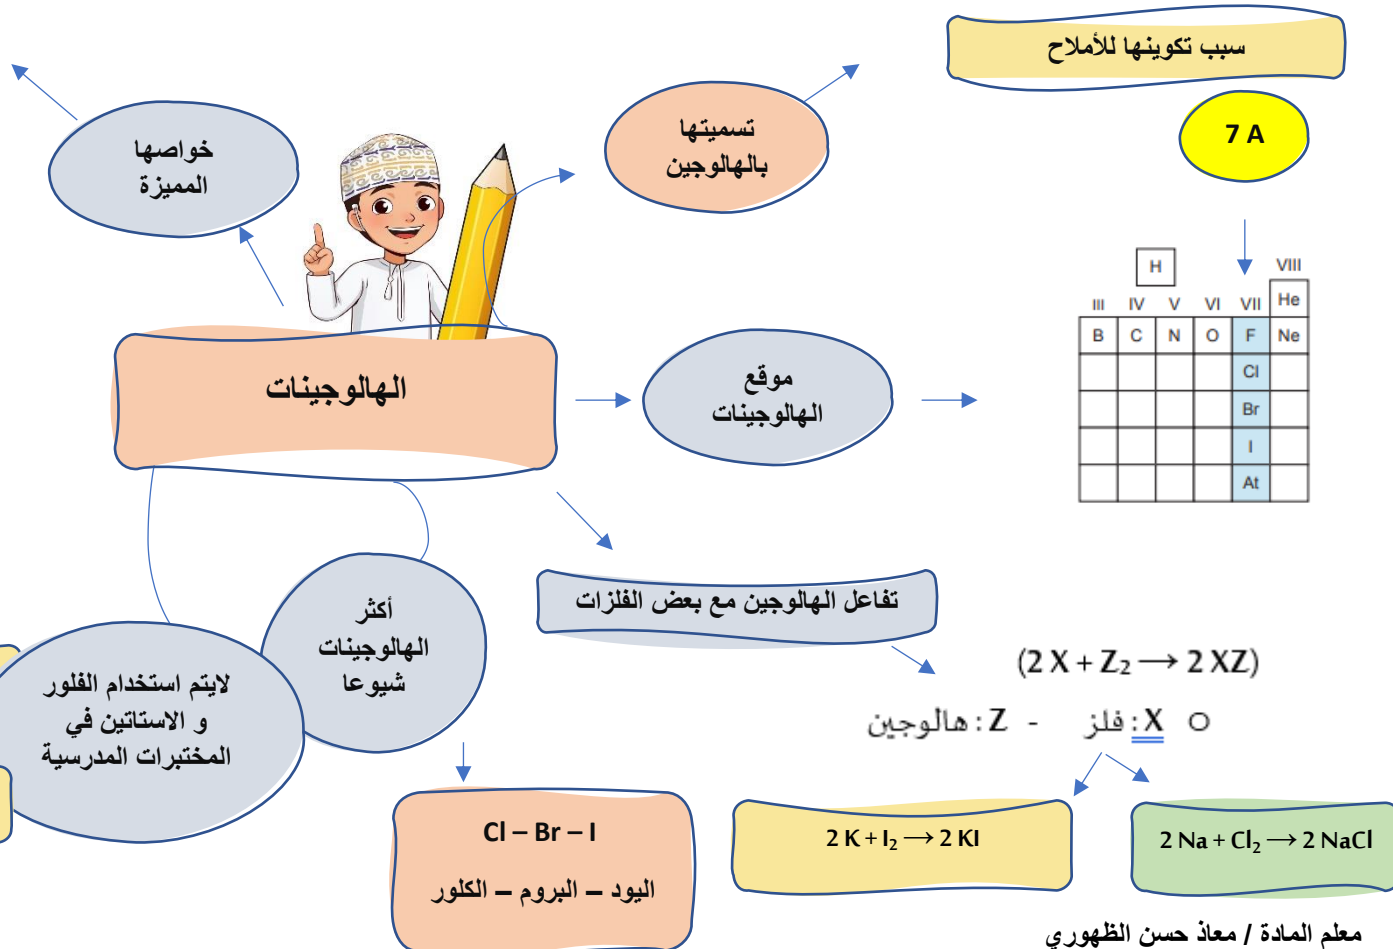 سبب تكوينها للأملاح
7 A
تسميتها
بالهالوجين
خواصها
المميزة
H
VIII
III IV V VI VII He
B C N O F Ne
Cl
Br
I
At
الهالوجينات
موقع
الهالوجينات
تفاعل الهالوجين مع بعض الفلزات
أكثر
الهالوجينات
شيوعا
لايتم استخدام الفلور
و الاستاتين في
المختبرات المدرسية
(2 X + Z₂ → 2 XZ)
○ X: فلز - Z: هالوجين
Cl – Br – I
اليود – البروم – الكلور
2 K + I₂ → 2 KI
2 Na + Cl₂ → 2 NaCl
معلم المادة / معاذ حسن الظهوري